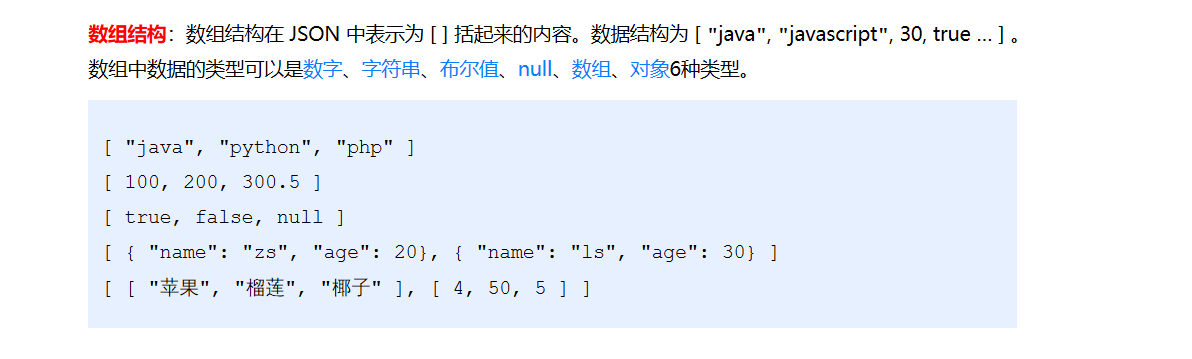 数组结构：数组结构在 JSON 中表示为 [ ] 括起来的内容。数据结构为 [ "java", "javascript", 30, true … ] 。
数组中数据的类型可以是数字、字符串、布尔值、null、数组、对象6种类型。
[ "java", "python", "php" ]
[ 100, 200, 300.5 ]
[ true, false, null ]
[ { "name": "zs", "age": 20}, { "name": "ls", "age": 30} ]
[ [ "苹果", "榴莲", "椰子" ], [ 4, 50, 5 ] ]